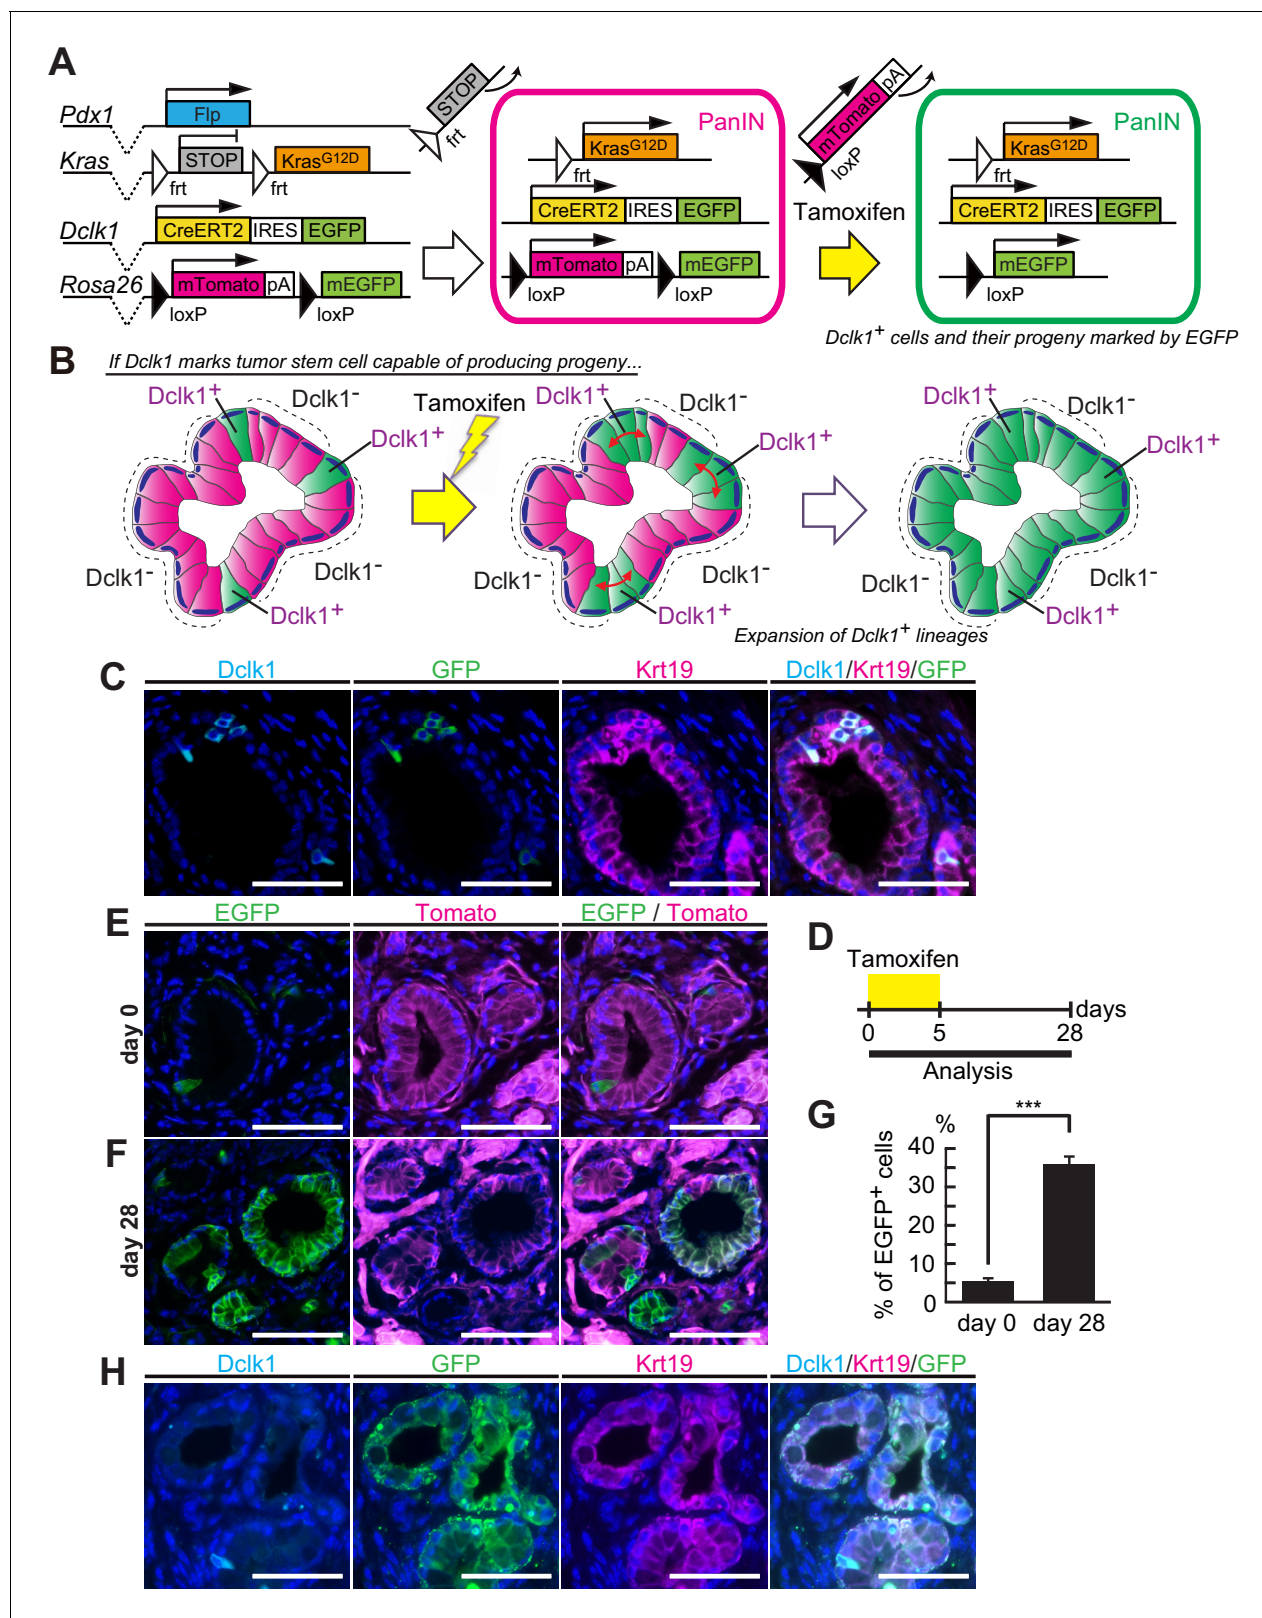 A
Pdx1
Flp
Kras
STOP
Kras^G12D
frt
frt
Dclk1
CreERT2 IRES EGFP
Rosa26
mTomato pA
mEGFP
loxP
loxP
STOP
frt
PanIN
Kras^G12D
frt
CreERT2 IRES EGFP
mTomato pA
mEGFP
loxP
loxP
mTomato pA
loxP
Tamoxifen
PanIN
Kras^G12D
frt
CreERT2 IRES EGFP
mEGFP
loxP
Dclk1+ cells and their progeny marked by EGFP
B
If Dclk1 marks tumor stem cell capable of producing progeny...
Dclk1+
Dclk1-
Dclk1+
Dclk1-
Dclk1-
Dclk1+
Tamoxifen
Dclk1+
Dclk1-
Dclk1+
Dclk1-
Dclk1-
Dclk1+
Expansion of Dclk1+ lineages
Dclk1-
Dclk1+
Dclk1-
Dclk1-
Dclk1+
C
Dclk1
GFP
Krt19
Dclk1/Krt19/GFP
E
EGFP
Tomato
EGFP / Tomato
day 0
F
day 28
D
Tamoxifen
days
0 5 28
Analysis
G
%
***
% of EGFP+ cells
40
30
20
10
0
day 0 day 28
H
Dclk1
GFP
Krt19
Dclk1/Krt19/GFP